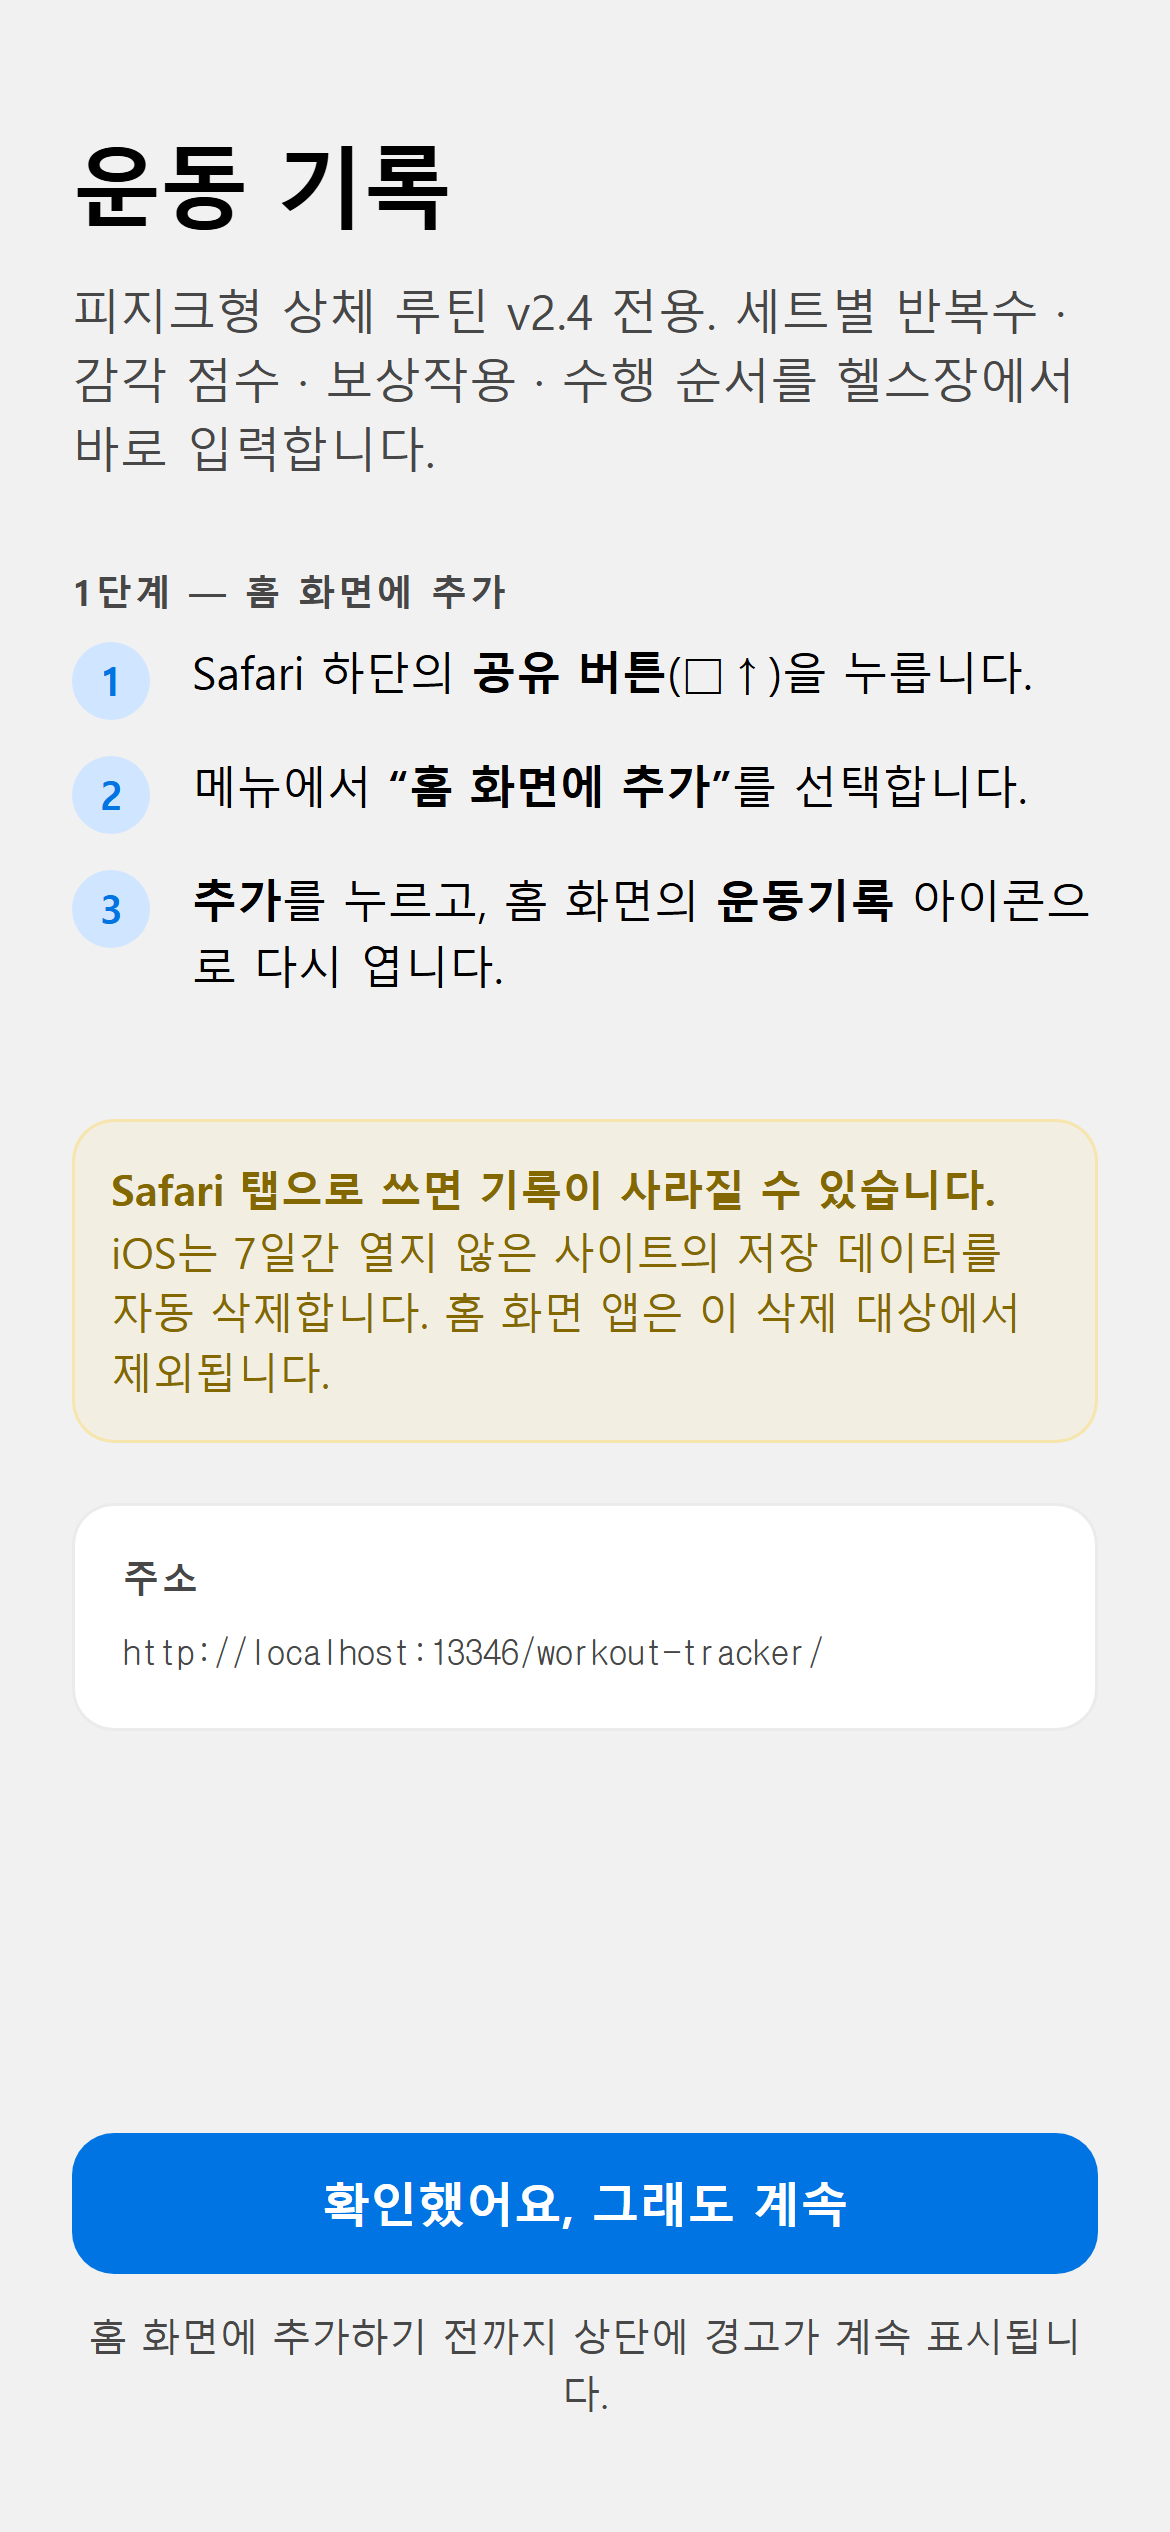 운동 기록
피지크형 상체 루틴 v2.4 전용. 세트별 반복수 ·
감각 점수 · 보상작용 · 수행 순서를 헬스장에서
바로 입력합니다.
1단계 — 홈 화면에 추가
1 Safari 하단의 공유 버튼(□↑)을 누릅니다.
2 메뉴에서 “홈 화면에 추가”를 선택합니다.
3 추가를 누르고, 홈 화면의 운동기록 아이콘으
로 다시 엽니다.
Safari 탭으로 쓰면 기록이 사라질 수 있습니다.
iOS는 7일간 열지 않은 사이트의 저장 데이터를
자동 삭제합니다. 홈 화면 앱은 이 삭제 대상에서
제외됩니다.
주소
http://localhost:13346/workout-tracker/
확인했어요, 그래도 계속
홈 화면에 추가하기 전까지 상단에 경고가 계속 표시됩니
다.